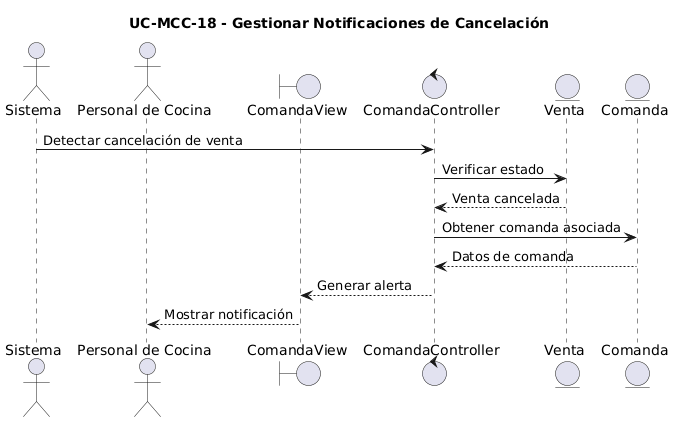 UC-MCC-18 - Gestionar Notificaciones de Cancelación
Sistema Personal de Cocina ComandaView ComandaController Venta Comanda
Detectar cancelación de venta
Verificar estado
Venta cancelada
Obtener comanda asociada
Datos de comanda
Generar alerta
Mostrar notificación
Sistema Personal de Cocina ComandaView ComandaController Venta Comanda